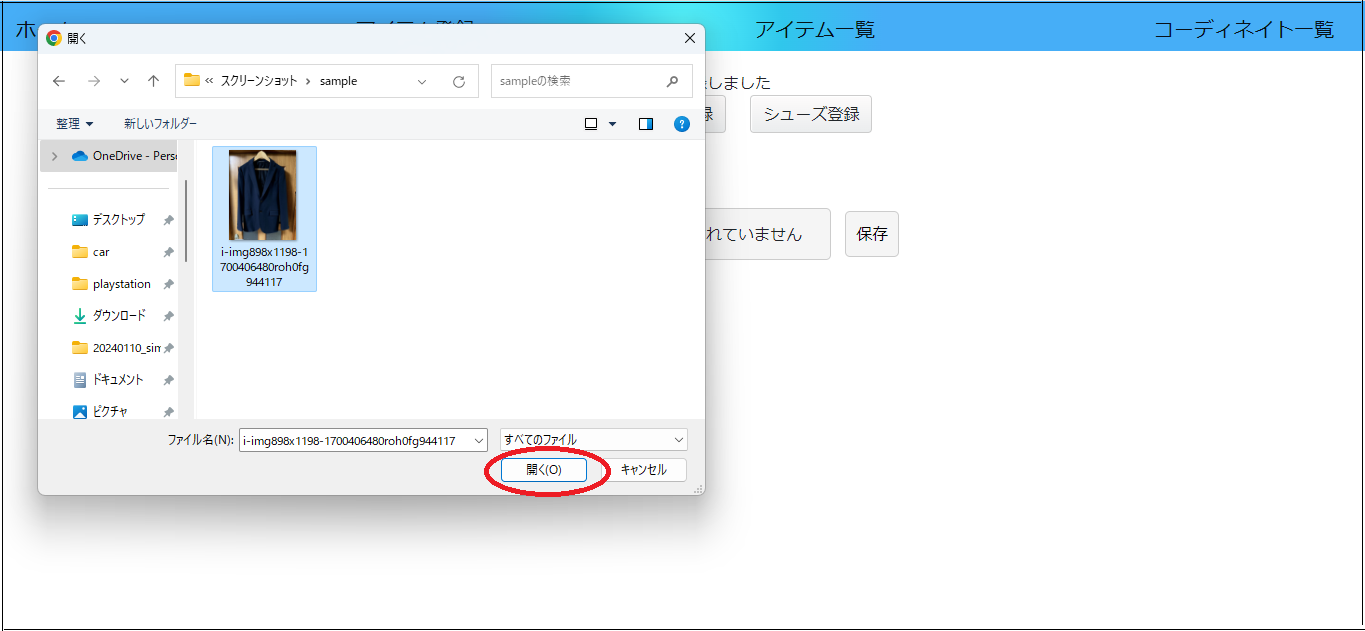 アイテム一覧
コーディネイト一覧
開く
« スクリーンショット › sample
sampleの検索
整理
新しいフォルダー
?
しました
シューズ登録
OneDrive - Pers
デスクトップ
car
playstation
ダウンロード
20240110_sim
ドキュメント
ピクチャ
i-img898x1198-1
700406480roh0fg
944117
れていません
保存
ファイル名(N):
i-img898x1198-1700406480roh0fg944117
すべてのファイル
開く(O)
キャンセル